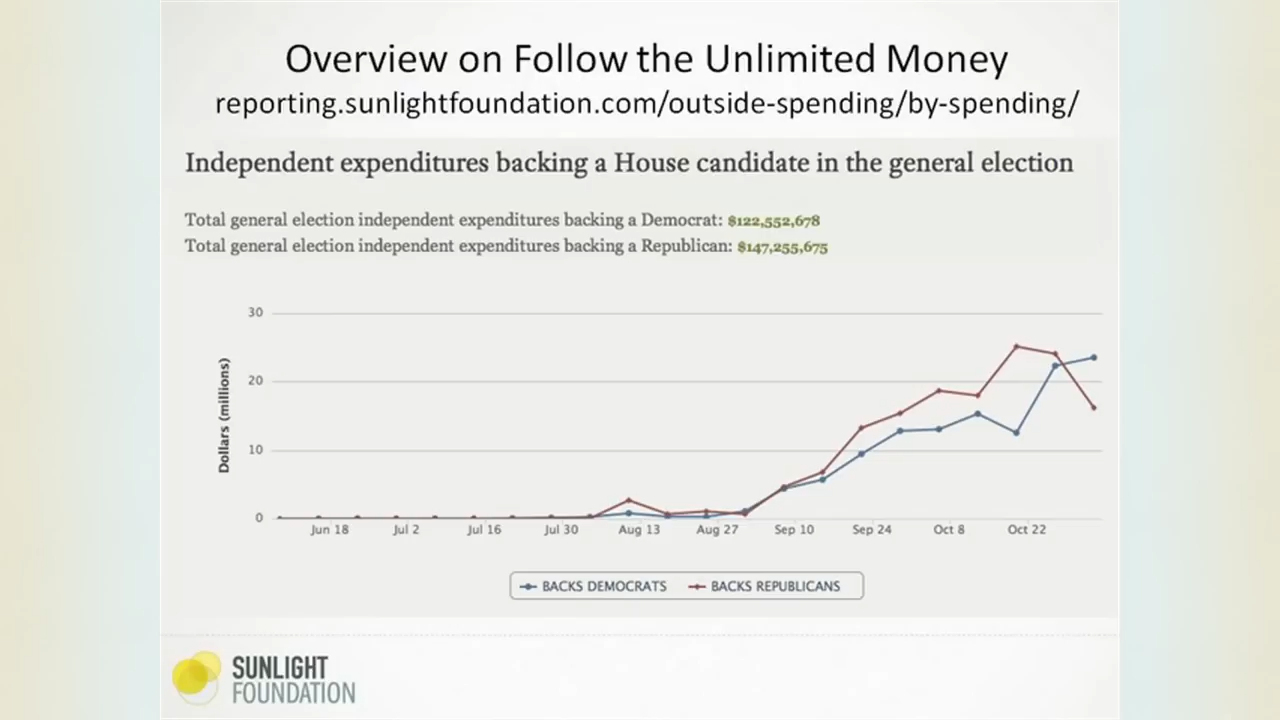 Overview on Follow the Unlimited Money
reporting.sunlightfoundation.com/outside-spending/by-spending/
Independent expenditures backing a House candidate in the general election
Total general election independent expenditures backing a Democrat: $122,552,678
Total general election independent expenditures backing a Republican: $147,255,675
Dollars (millions)
30
20
10
0
Jun 18 Jul 2 Jul 16 Jul 30 Aug 13 Aug 27 Sep 10 Sep 24 Oct 8 Oct 22
BACKS DEMOCRATS BACKS REPUBLICANS
SUNLIGHT
FOUNDATION